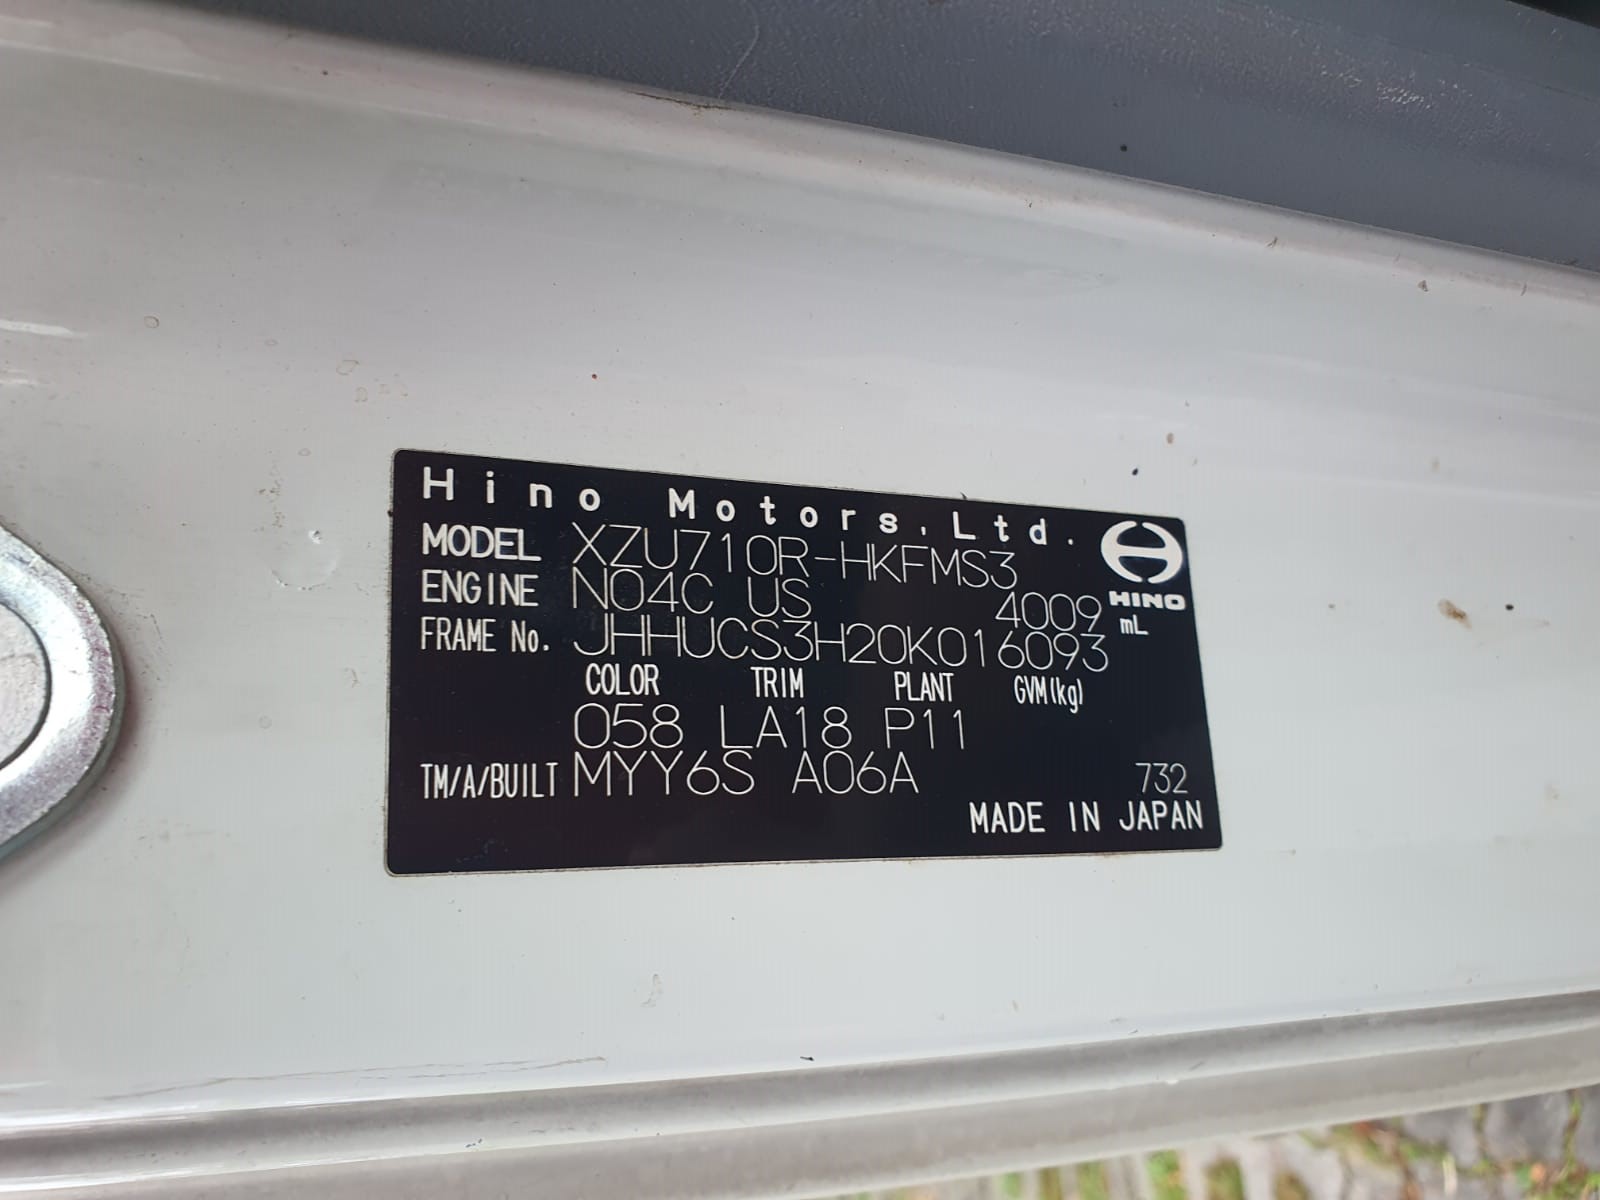 Hino Motors, Ltd.
MODEL XZU710R-HKFMS3
ENGINE N04C US 4009 mL
HINO
FRAME No. JHHUCS3H20K016093
COLOR TRIM PLANT GVM(kg)
058 LA18 P11
TM/A/BUILT MYY6S A06A 732
MADE IN JAPAN